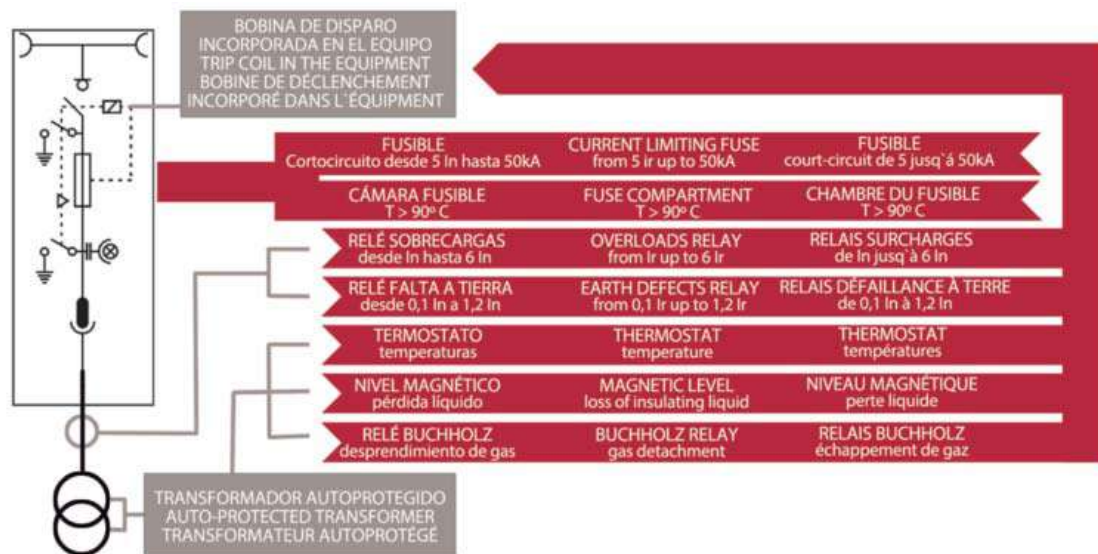 BOBINA DE DISPARO
INCORPORADA EN EL EQUIPO
TRIP COIL IN THE EQUIPMENT
BOBINE DE DÉCLENCHEMENT
INCORPORÉ DANS L`ÉQUIPMENT
FUSIBLE
Cortocircuito desde 5 In hasta 50kA
CURRENT LIMITING FUSE
from 5 ir up to 50kA
FUSIBLE
court-circuit de 5 jusq`á 50kA
CÁMARA FUSIBLE
T > 90º C
FUSE COMPARTMENT
T > 90º C
CHAMBRE DU FUSIBLE
T > 90º C
RELÉ SOBRECARGAS
desde In hasta 6 In
OVERLOADS RELAY
from Ir up to 6 Ir
RELAIS SURCHARGES
de In jusq`à 6 In
RELÉ FALTA A TIERRA
desde 0,1 In a 1,2 In
EARTH DEFECTS RELAY
from 0,1 Ir up to 1,2 Ir
RELAIS DÉFAILLANCE À TERRE
de 0,1 In à 1,2 In
TERMOSTATO
temperaturas
THERMOSTAT
temperature
THERMOSTAT
températures
NIVEL MAGNÉTICO
pérdida líquido
MAGNETIC LEVEL
loss of insulating liquid
NIVEAU MAGNÉTIQUE
perte liquide
RELÉ BUCHHOLZ
desprendimiento de gas
BUCHHOLZ RELAY
gas detachment
RELAIS BUCHHOLZ
échappement de gaz
TRANSFORMADOR AUTOPROTEGIDO
AUTO-PROTECTED TRANSFORMER
TRANSFORMATEUR AUTOPROTÉGÉ